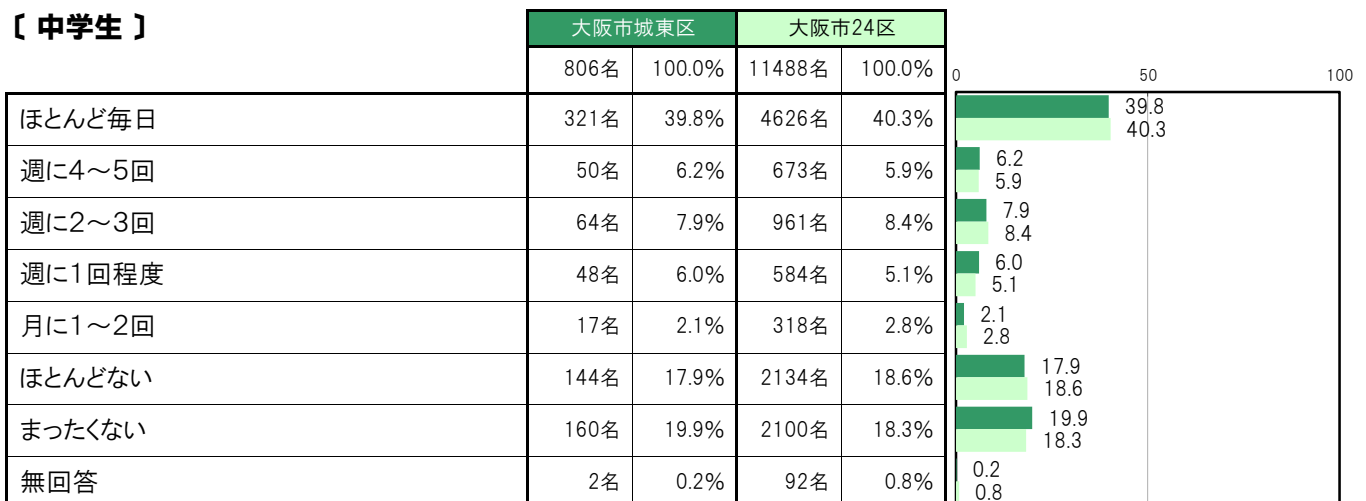 〔 中学生 〕
大阪市城東区 大阪市24区
806名 100.0% 11488名 100.0% 0 50 100
ほとんど毎日 321名 39.8% 4626名 40.3% 39.8
40.3
週に4～5回 50名 6.2% 673名 5.9% 6.2
5.9
週に2～3回 64名 7.9% 961名 8.4% 7.9
8.4
週に1回程度 48名 6.0% 584名 5.1% 6.0
5.1
月に1～2回 17名 2.1% 318名 2.8% 2.1
2.8
ほとんどない 144名 17.9% 2134名 18.6% 17.9
18.6
まったくない 160名 19.9% 2100名 18.3% 19.9
18.3
無回答 2名 0.2% 92名 0.8% 0.2
0.8